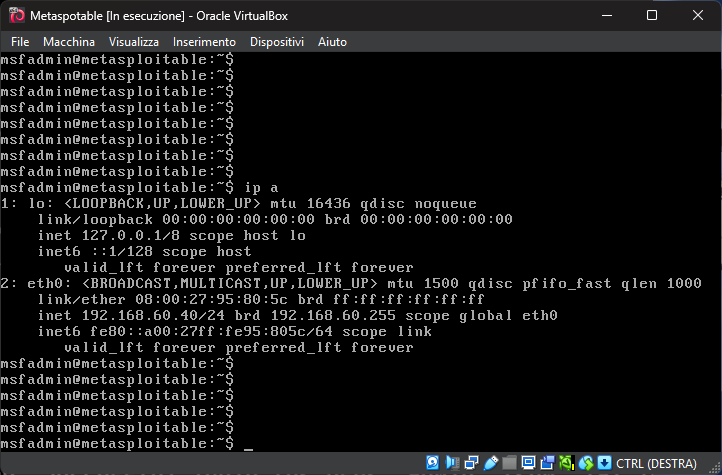 Metaspotable [In esecuzione] - Oracle VirtualBox
File Macchina Visualizza Inserimento Dispositivi Aiuto
msfadmin@metasploitable:~$
msfadmin@metasploitable:~$
msfadmin@metasploitable:~$
msfadmin@metasploitable:~$
msfadmin@metasploitable:~$
msfadmin@metasploitable:~$
msfadmin@metasploitable:~$
msfadmin@metasploitable:~$
msfadmin@metasploitable:~$ ip a
1: lo: <LOOPBACK,UP,LOWER_UP> mtu 16436 qdisc noqueue
    link/loopback 00:00:00:00:00:00 brd 00:00:00:00:00:00
    inet 127.0.0.1/8 scope host lo
    inet6 ::1/128 scope host
       valid_lft forever preferred_lft forever
2: eth0: <BROADCAST,MULTICAST,UP,LOWER_UP> mtu 1500 qdisc pfifo_fast qlen 1000
    link/ether 08:00:27:95:80:5c brd ff:ff:ff:ff:ff:ff
    inet 192.168.60.40/24 brd 192.168.60.255 scope global eth0
    inet6 fe80::a00:27ff:fe95:805c/64 scope link
       valid_lft forever preferred_lft forever
msfadmin@metasploitable:~$
msfadmin@metasploitable:~$
msfadmin@metasploitable:~$
msfadmin@metasploitable:~$
msfadmin@metasploitable:~$
msfadmin@metasploitable:~$ _
CTRL (DESTRA)